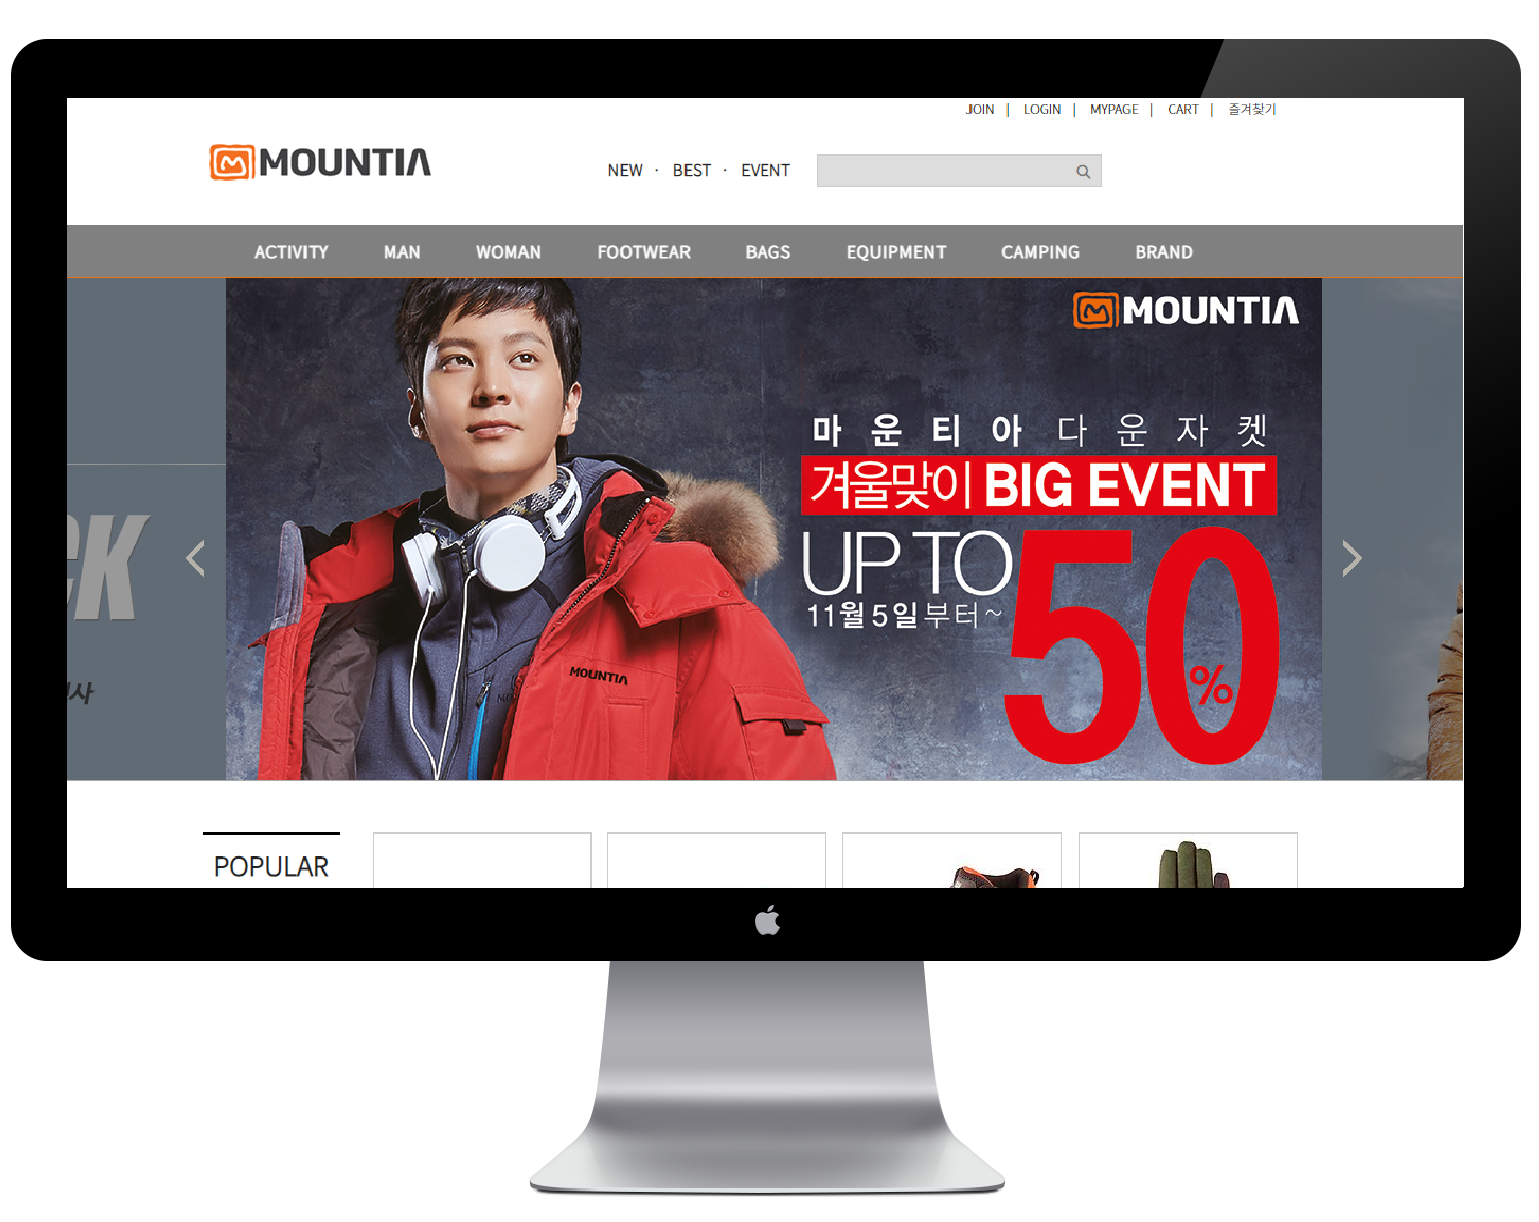 JOIN | LOGIN | MYPAGE | CART | 즐겨찾기
MOUNTIA
NEW · BEST · EVENT
ACTIVITY MAN WOMAN FOOTWEAR BAGS EQUIPMENT CAMPING BRAND
MOUNTIA
마운티아다운자켓
겨울맞이 BIG EVENT
UP TO 50%
11월 5일부터~
MOUNTIA
CK
POPULAR